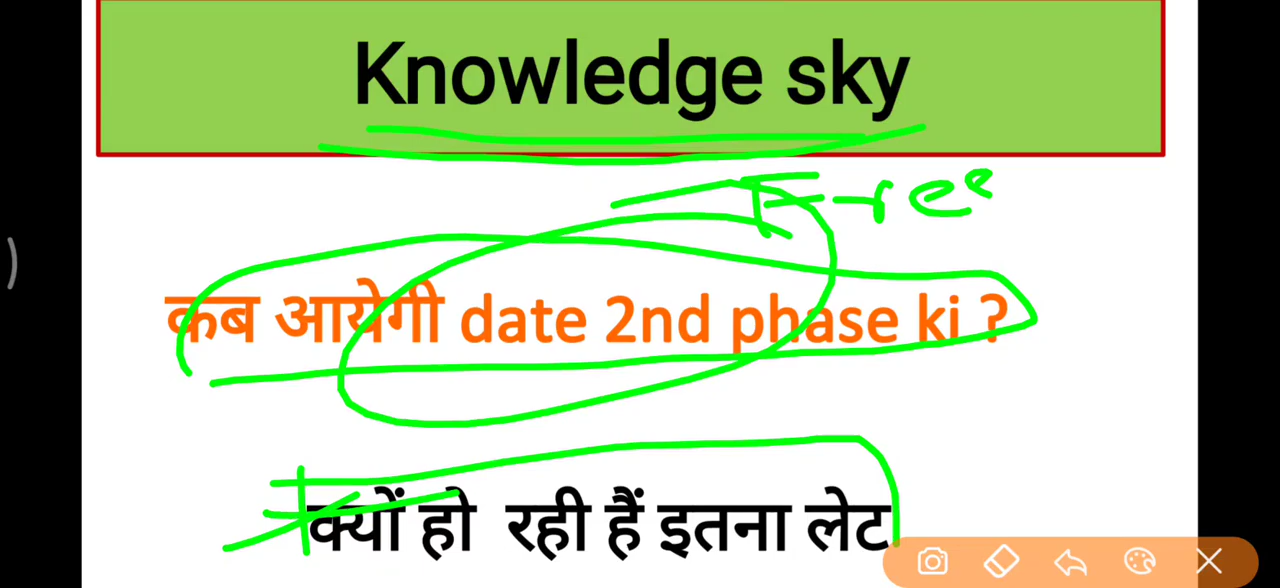 Knowledge sky
Free
कब आयेगी date 2nd phase ki ?
क्यों हो रही हैं इतना लेट